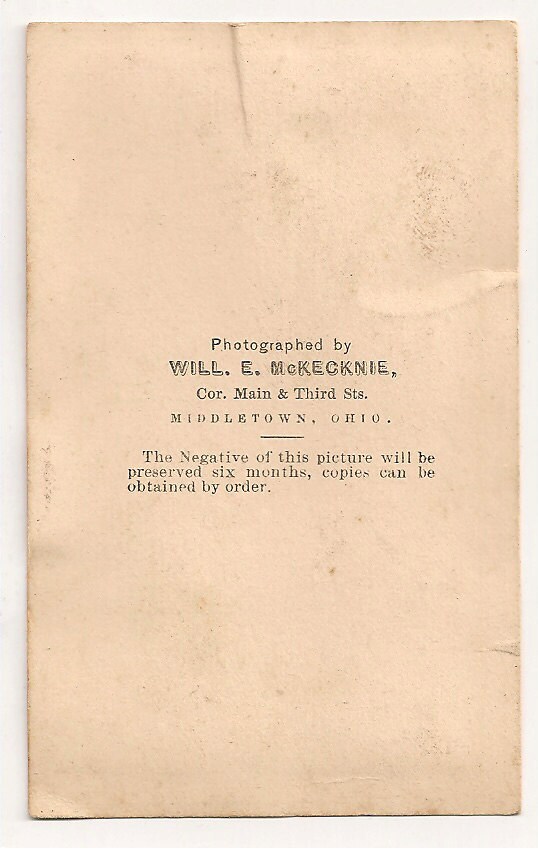 Photographed by
WILL. E. McKECKNIE,
Cor. Main & Third Sts.
MIDDLETOWN, OHIO.
The Negative of this picture will be
preserved six months, copies can be
obtained by order.